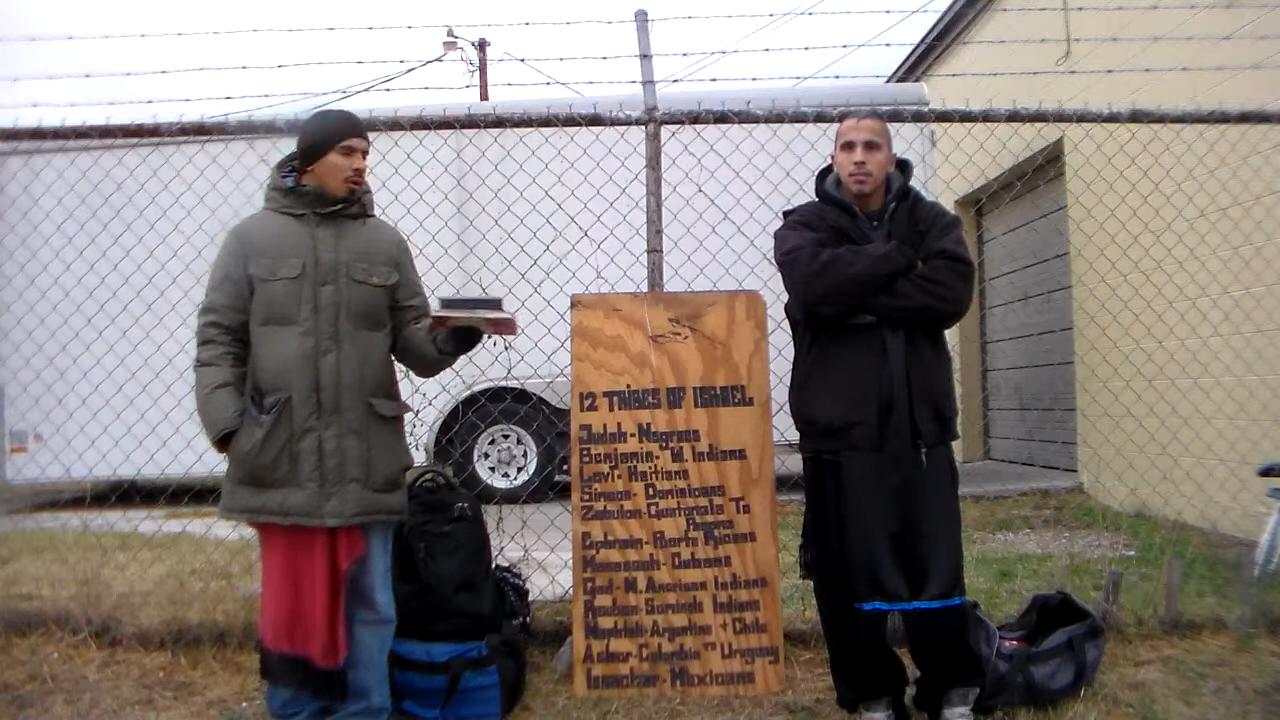 12 TRIBES OF ISRAEL
Judah - Negroes
Benjamin - W. Indians
Levi - Haitians
Simeon - Dominicans
Zebulon - Guatemala To
Panama
Ephraim - Puerto Ricans
Manasseh - Cubans
Gad - N. American Indians
Reuben - Seminole Indians
Naphtali - Argentina + Chile
Asher - Colombia To Uruguay
Issachar - Mexicans